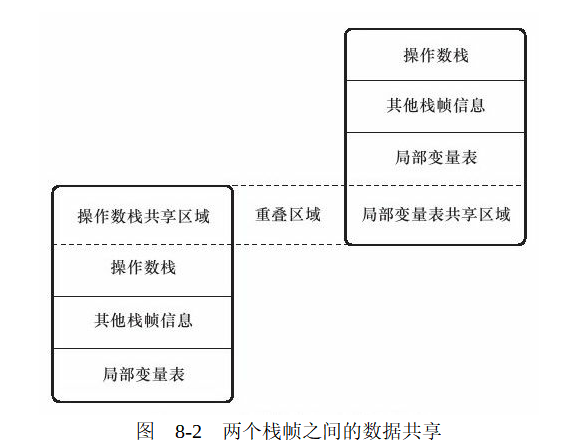 操作数栈
其他栈帧信息
局部变量表
操作数栈共享区域
重叠区域
局部变量表共享区域
操作数栈
其他栈帧信息
局部变量表
图 8-2 两个栈帧之间的数据共享